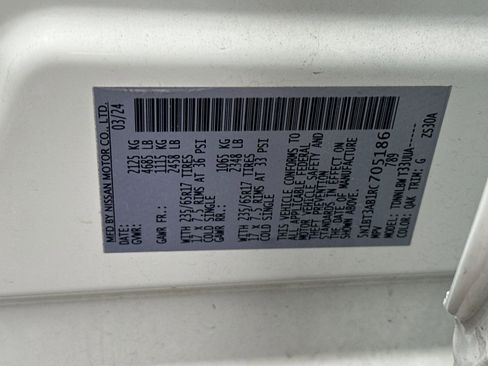 MFD BY NISSAN MOTOR CO., LTD.
DATE: 03/24
GVWR: 2125 KG
4685 LB
GAWR FR.: 1115 KG
2458 LB
WITH 235/65R17 TIRES
17 X 7.5 RIMS AT 36 PSI
COLD SINGLE
GAWR RR.: 1065 KG
2348 LB
WITH 235/65R17 TIRES
17 X 7.5 RIMS AT 33 PSI
COLD SINGLE
THIS VEHICLE CONFORMS TO
ALL APPLICABLE FEDERAL
MOTOR VEHICLE SAFETY AND
THEFT PREVENTION
STANDARDS IN EFFECT ON
THE DATE OF MANUFACTURE
SHOWN ABOVE.
5N1BT3AB1RC705186
MPV 789
MODEL:
COLOR: QAK TRIM: G ZS30A